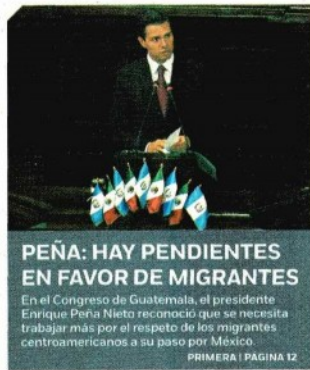 PEÑA: HAY PENDIENTES
EN FAVOR DE MIGRANTES
En el Congreso de Guatemala, el presidente
Enrique Peña Nieto reconoció que se necesita
trabajar más por el respeto de los migrantes
centroamericanos a su paso por México.
PRIMERA | PÁGINA 12